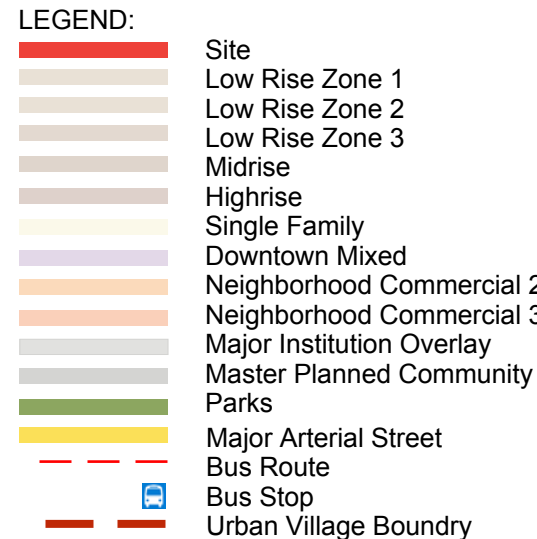 LEGEND:
Site
Low Rise Zone 1
Low Rise Zone 2
Low Rise Zone 3
Midrise
Highrise
Single Family
Downtown Mixed
Neighborhood Commercial 2
Neighborhood Commercial 3
Major Institution Overlay
Master Planned Community
Parks
Major Arterial Street
Bus Route
Bus Stop
Urban Village Boundry